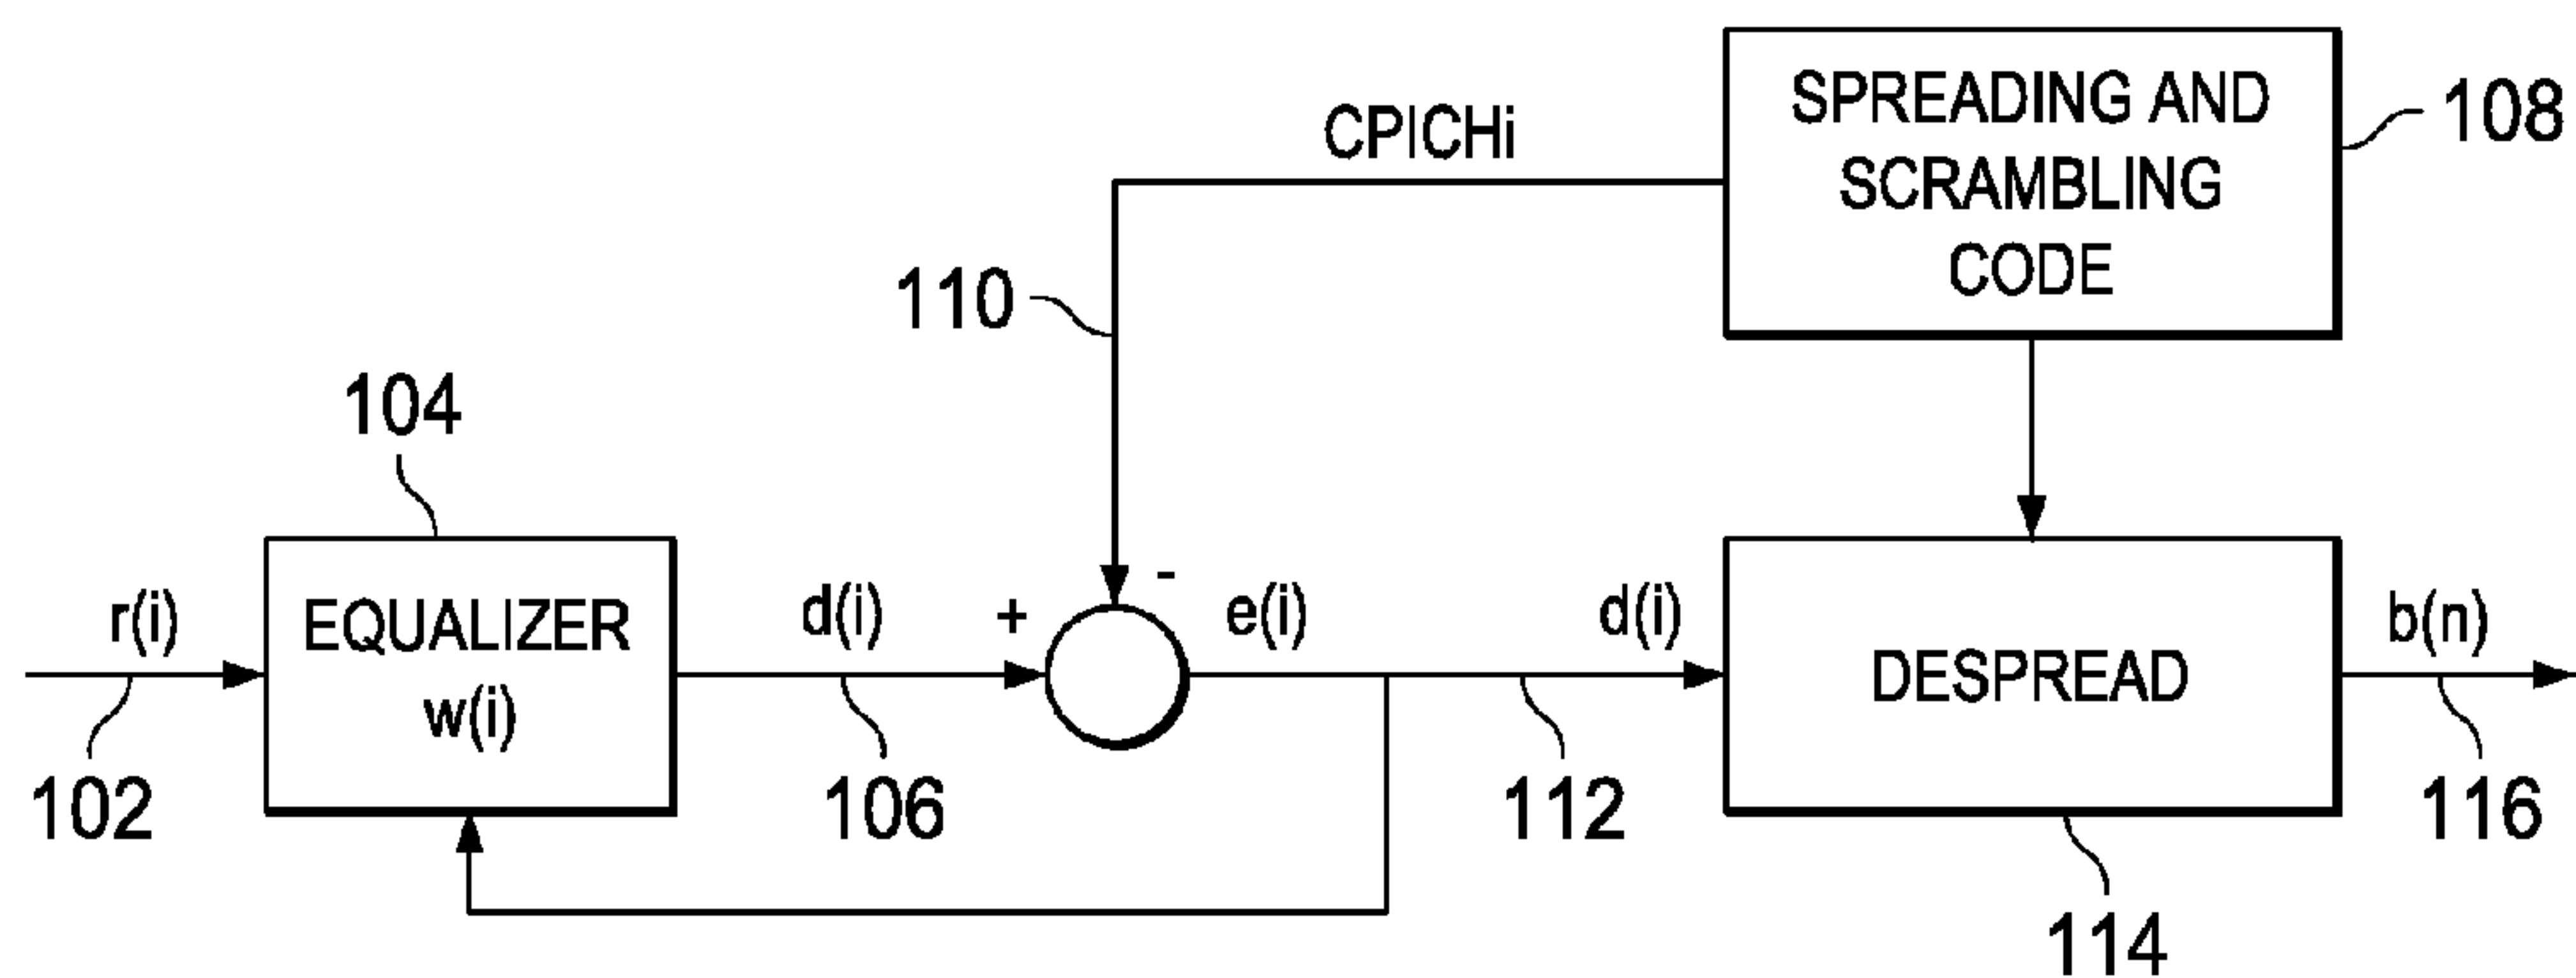 SPREADING AND
SCRAMBLING
CODE
108
CPICHi
110
104
r(i)
EQUALIZER
w(i)
d(i)
+
-
e(i)
d(i)
DESPREAD
b(n)
102
106
112
116
114